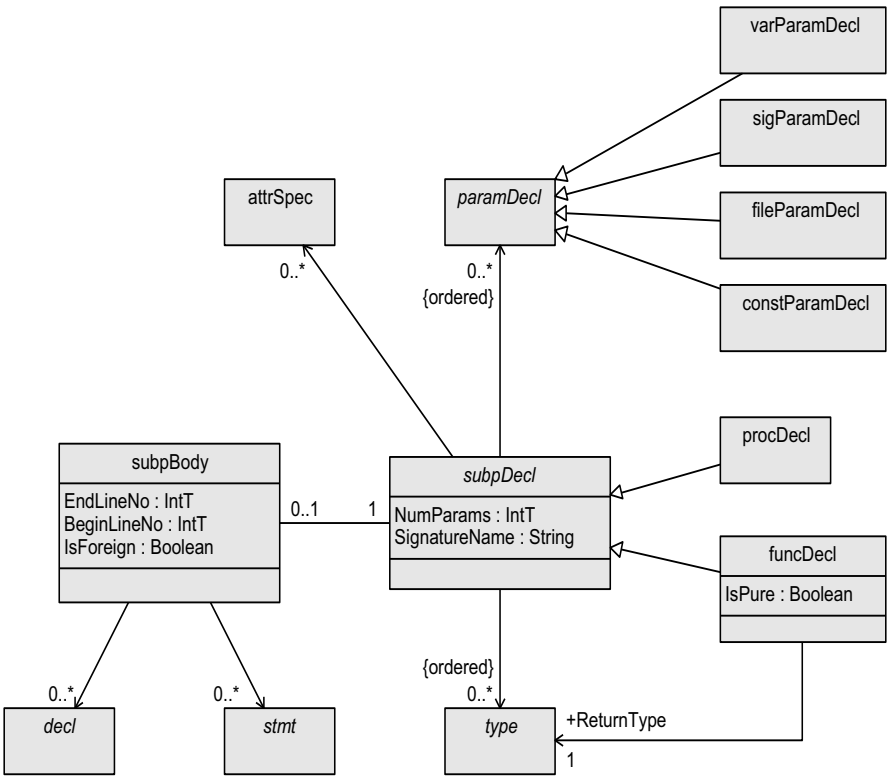 varParamDecl
sigParamDecl
attrSpec
paramDecl
fileParamDecl
0..*
0..*
{ordered}
constParamDecl
procDecl
subpBody
EndLineNo : IntT
BeginLineNo : IntT
IsForeign : Boolean
0..1
1
subpDecl
NumParams : IntT
SignatureName : String
funcDecl
IsPure : Boolean
{ordered}
0..*
0..*
0..*
decl
stmt
type
+ReturnType
1